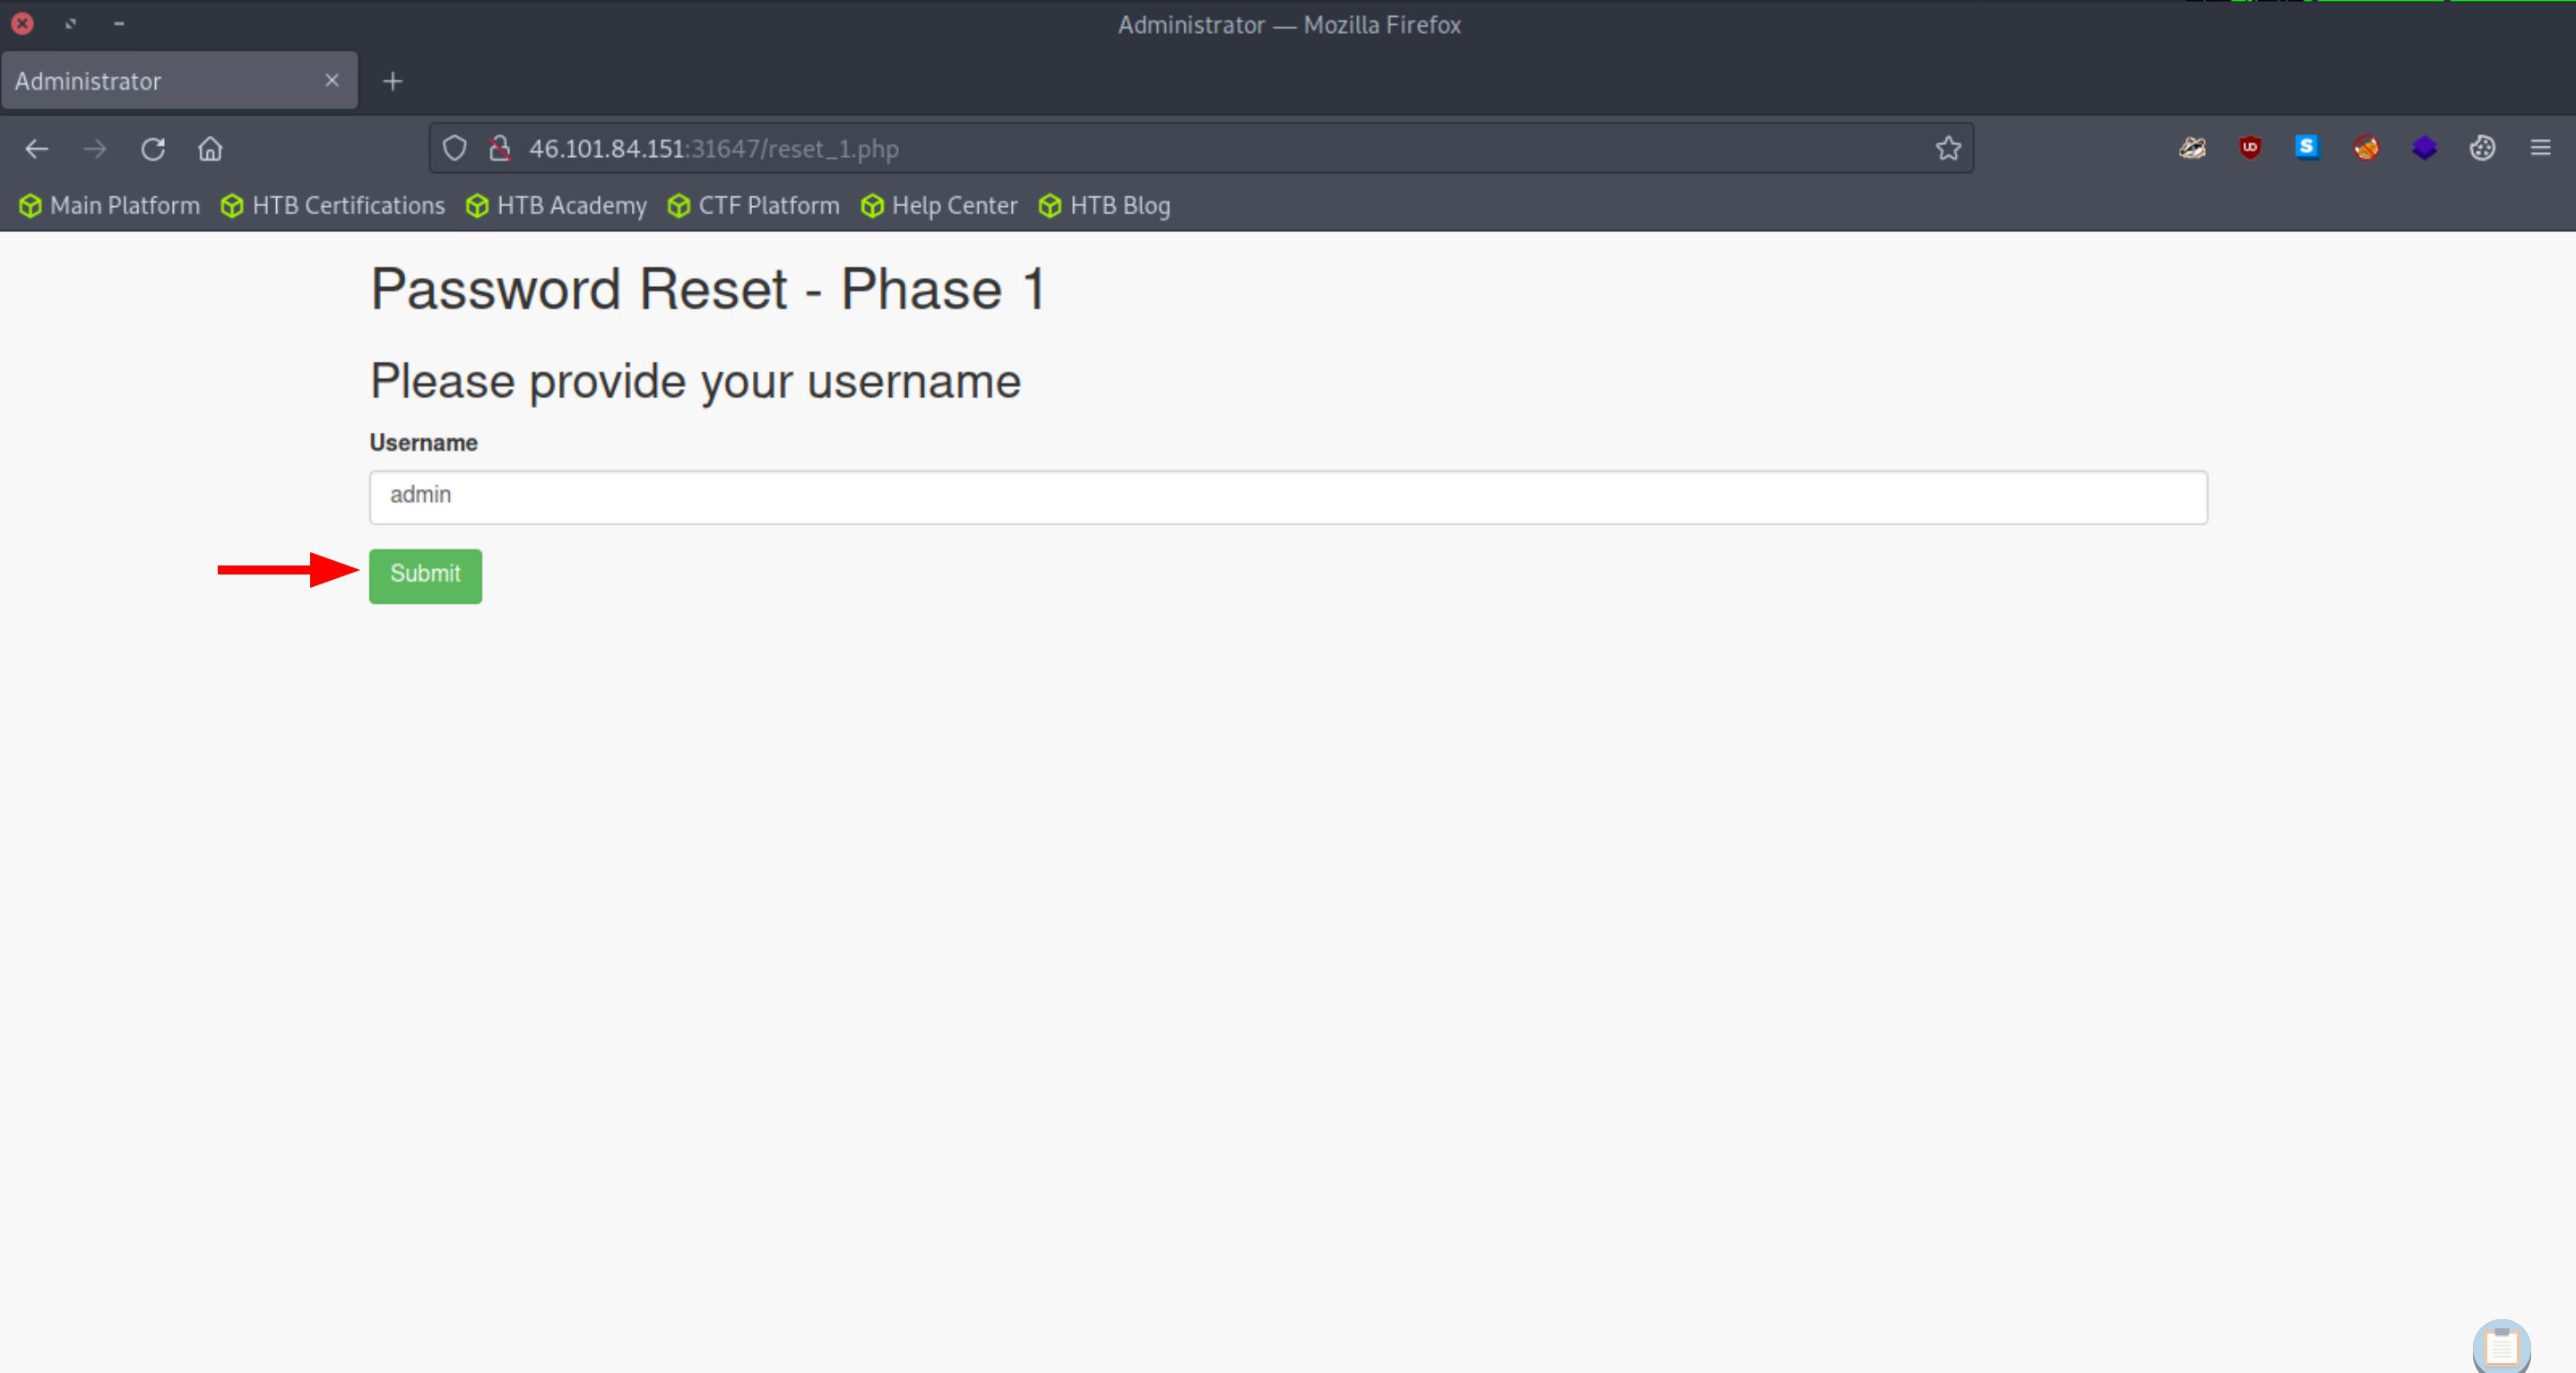 Administrator — Mozilla Firefox
Administrator
46.101.84.151:31647/reset_1.php
Main Platform HTB Certifications HTB Academy CTF Platform Help Center HTB Blog
Password Reset - Phase 1
Please provide your username
Username
admin
Submit